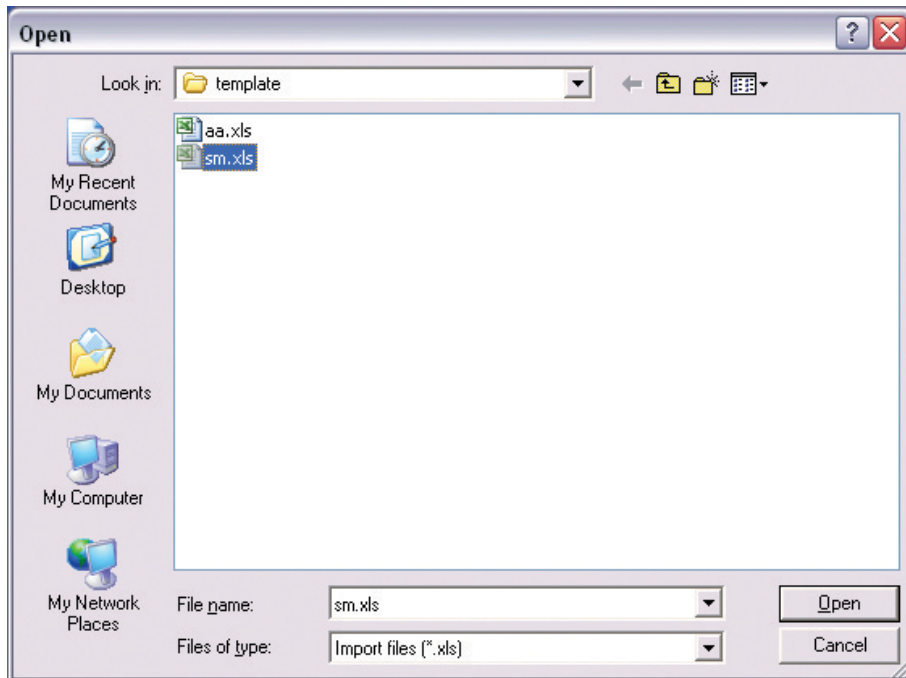 Open
Look in:
template
aa.xls
sm.xls
My Recent
Documents
Desktop
My Documents
My Computer
My Network
Places
File name:
sm.xls
Open
Files of type:
Import files (*.xls)
Cancel